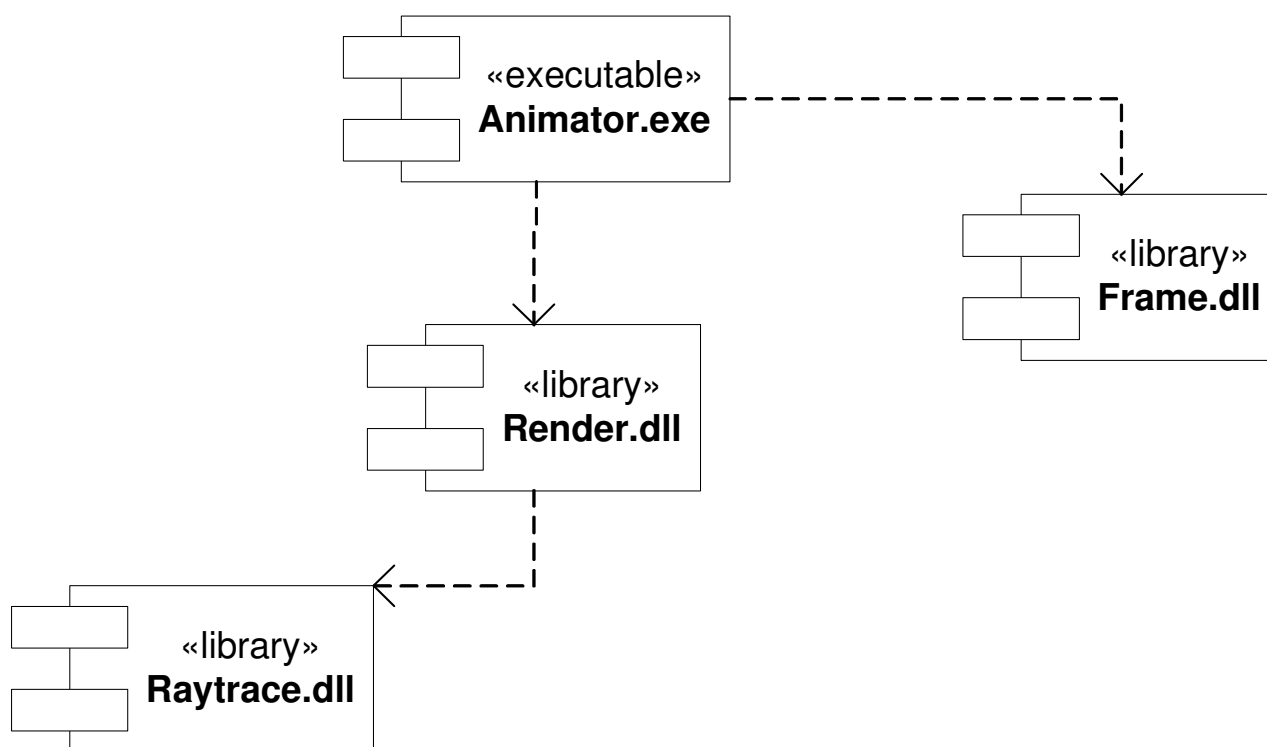 «executable»
Animator.exe
«library»
Frame.dll
«library»
Render.dll
«library»
Raytrace.dll